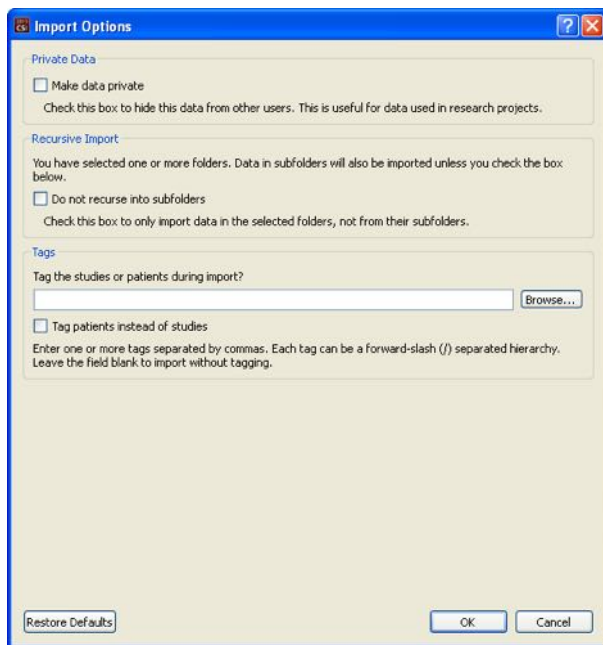 Import Options
Private Data
Make data private
Check this box to hide this data from other users. This is useful for data used in research projects.
Recursive Import
You have selected one or more folders. Data in subfolders will also be imported unless you check the box
below.
Do not recurse into subfolders
Check this box to only import data in the selected folders, not from their subfolders.
Tags
Tag the studies or patients during import?
Browse...
Tag patients instead of studies
Enter one or more tags separated by commas. Each tag can be a forward-slash (/) separated hierarchy.
Leave the field blank to import without tagging.
Restore Defaults
OK
Cancel